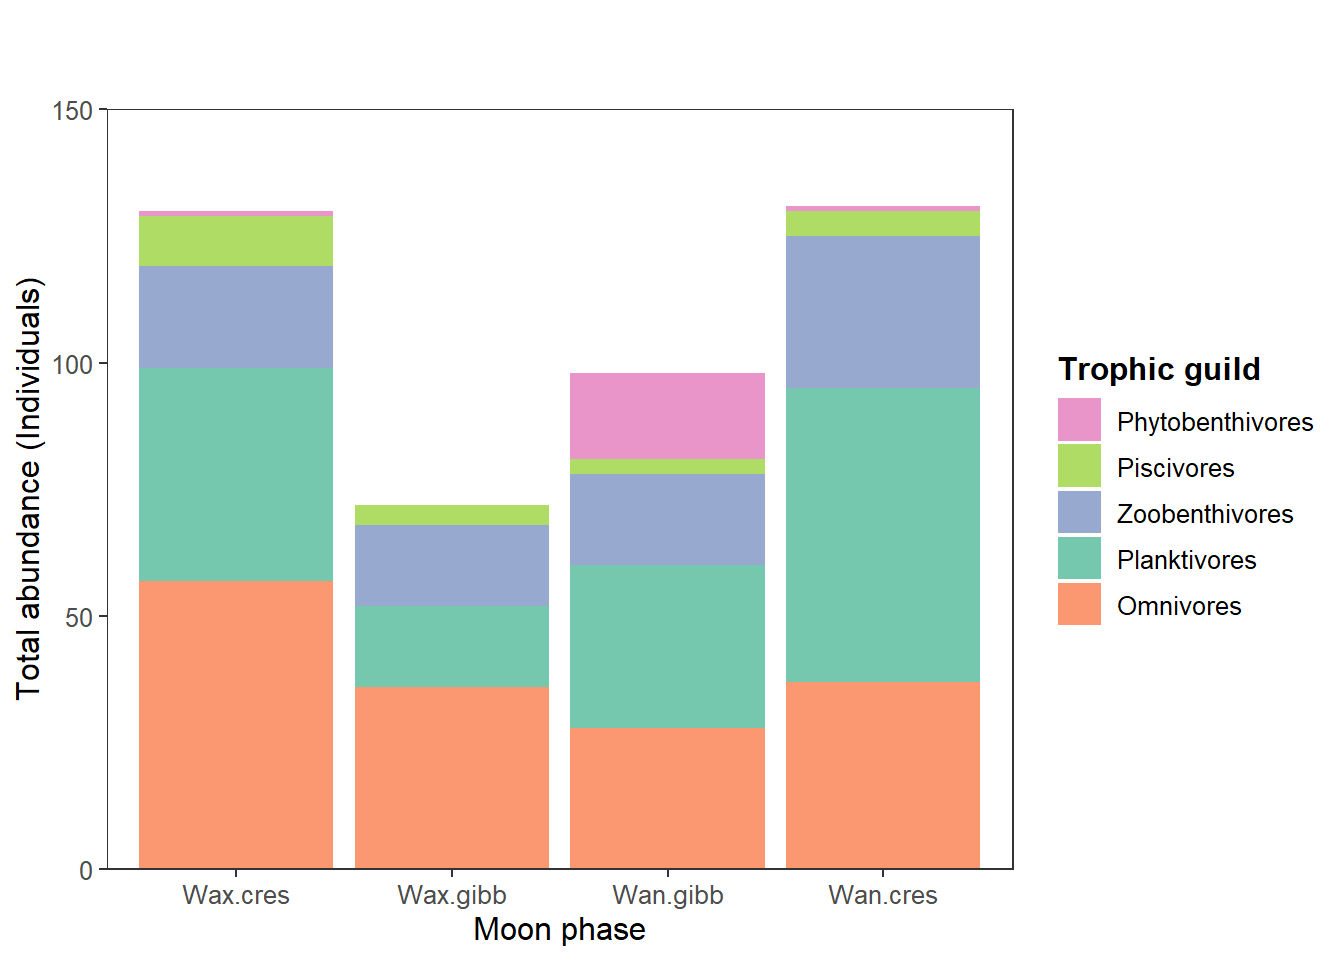 150
100
50
0
Total abundance (Individuals)
Wax.cres
Wax.gibb
Wan.gibb
Wan.cres
Moon phase
Trophic guild
Phytobenthivores
Piscivores
Zoobenthivores
Planktivores
Omnivores